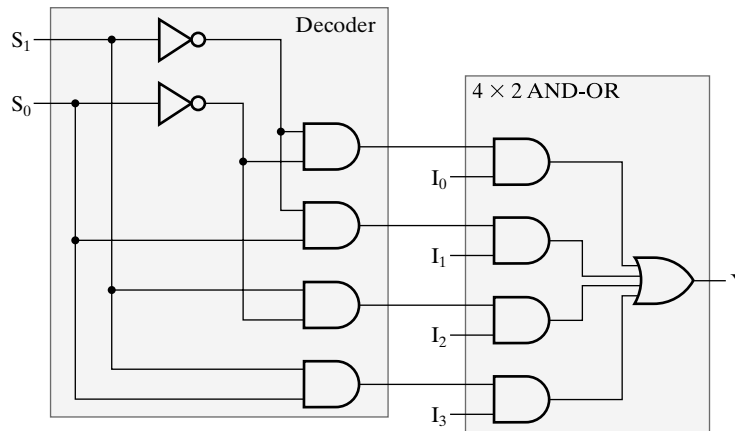 Decoder
S₁
S₀
4 × 2 AND-OR
I₀
I₁
I₂
I₃